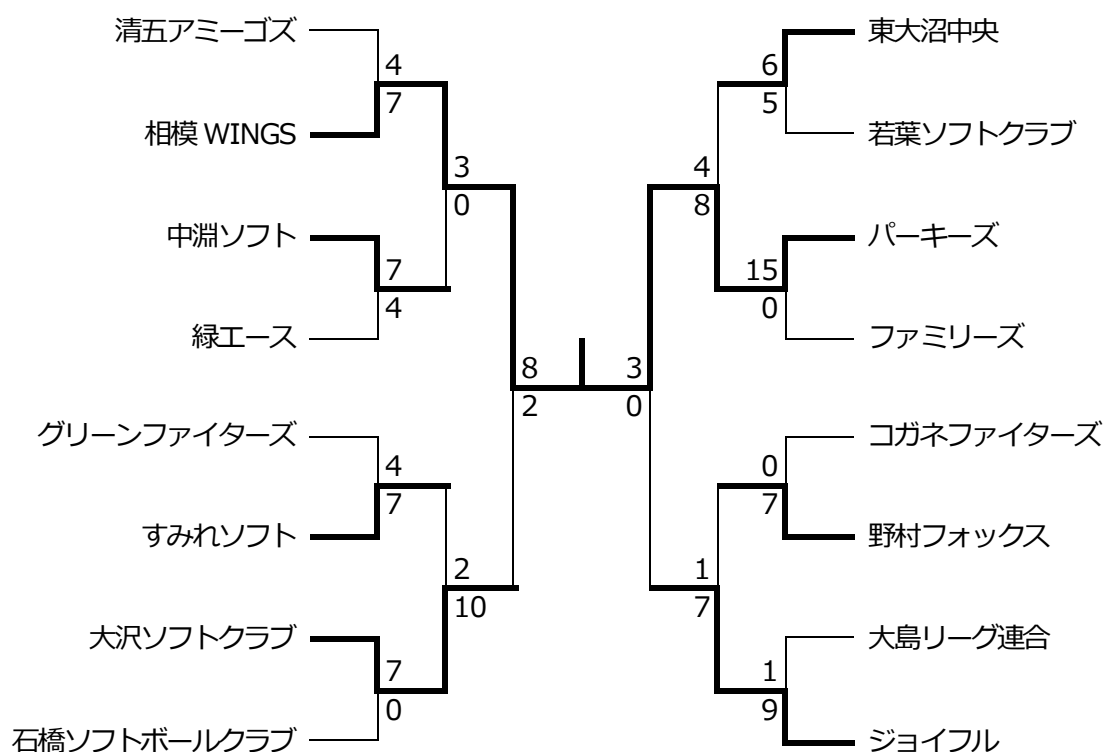 清五アミーゴズ
東大沼中央
4
6
7
5
相模 WINGS
若葉ソフトクラブ
3
4
0
8
中淵ソフト
パーキーズ
7
15
4
0
緑エース
ファミリーズ
8
3
2
0
グリーンファイターズ
コガネファイターズ
4
0
7
7
すみれソフト
野村フォックス
2
1
10
7
大沢ソフトクラブ
大島リーグ連合
7
1
0
9
石橋ソフトボールクラブ
ジョイフル